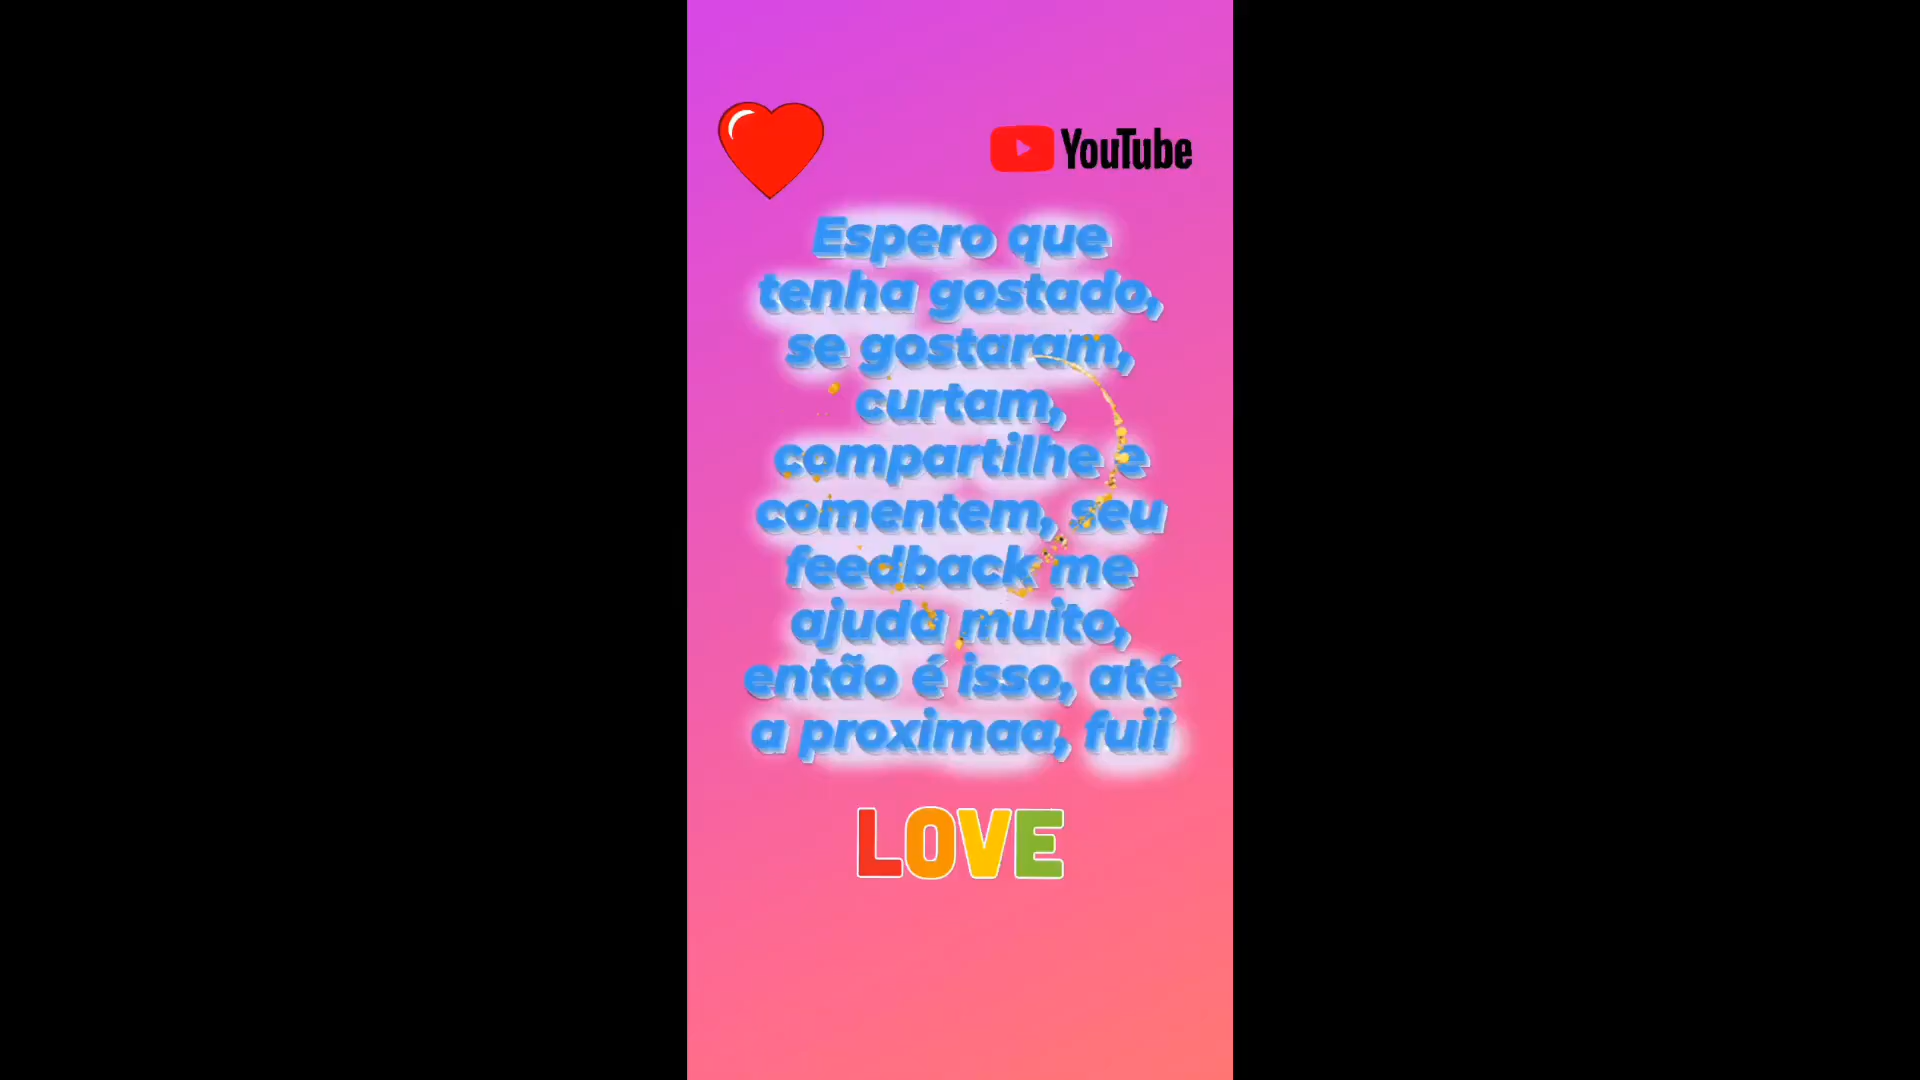 YouTube
Espero que
tenha gostado,
se gostaram,
curtam,
compartilhe e
comentem, seu
feedback me
ajuda muito,
então é isso, até
a proximaa, fuii
LOVE